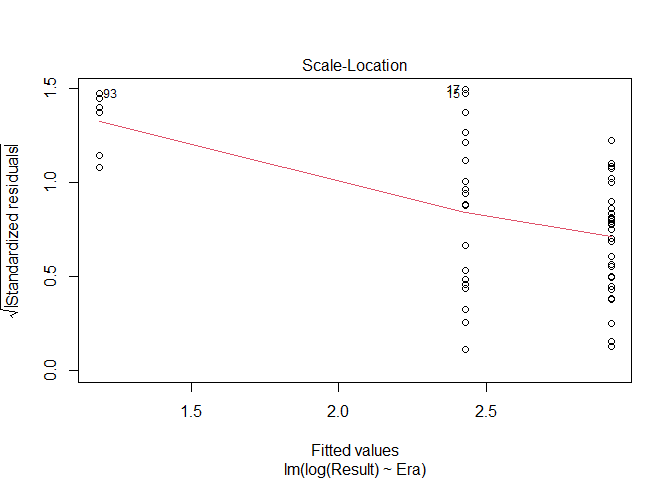 Scale-Location
√|Standardized residuals|
1.5
1.0
0.5
0.0
93
17
15
1.5
2.0
2.5
Fitted values
lm(log(Result) ~ Era)